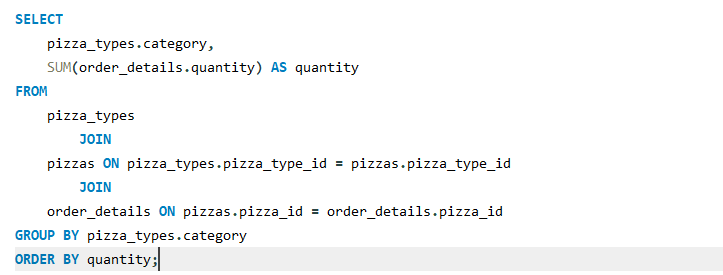 SELECT
pizza_types.category,
SUM(order_details.quantity) AS quantity
FROM
pizza_types
JOIN
pizzas ON pizza_types.pizza_type_id = pizzas.pizza_type_id
JOIN
order_details ON pizzas.pizza_id = order_details.pizza_id
GROUP BY pizza_types.category
ORDER BY quantity;